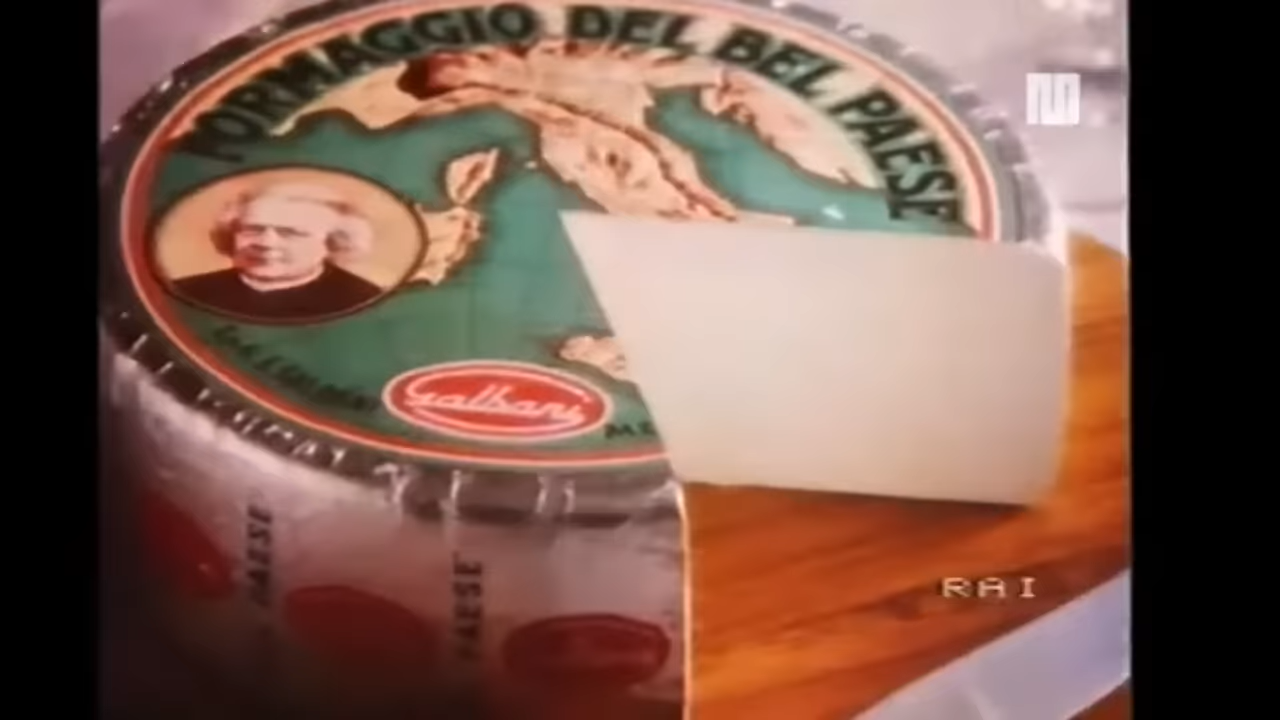 FORMAGGIO DEL BEL PAESE
Galbani
PAESE
PAESE
RAI